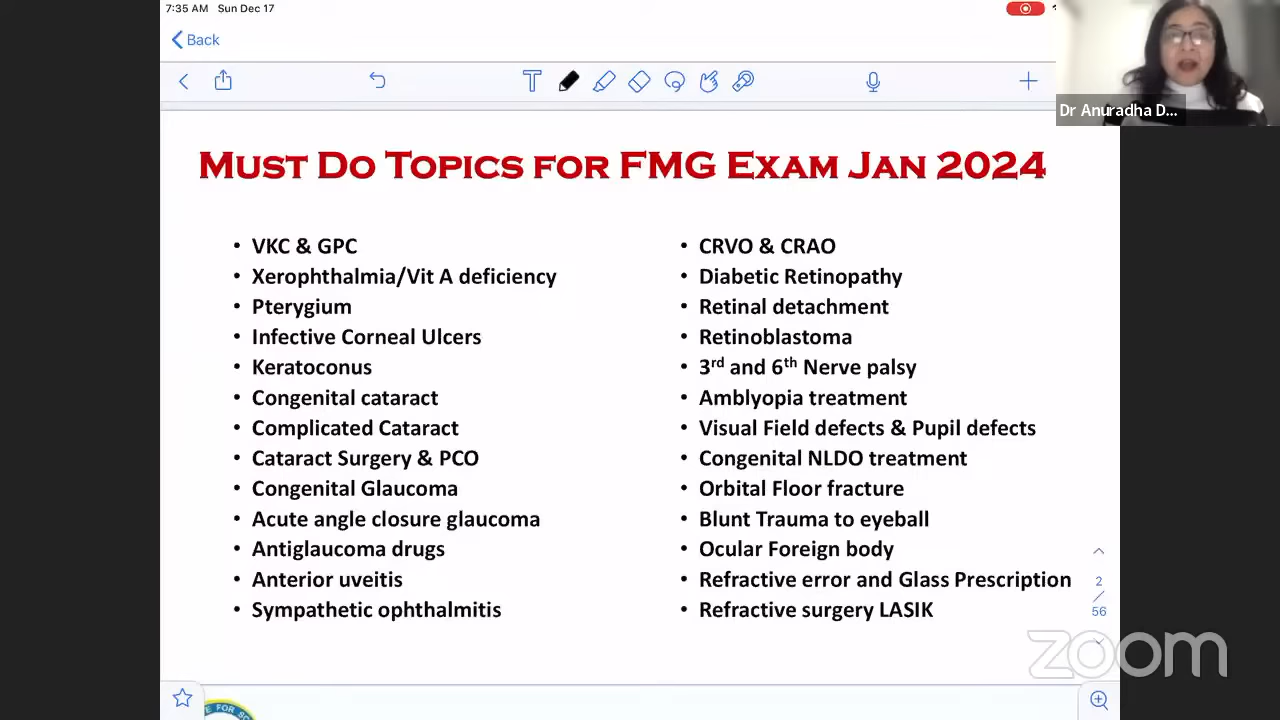 7:35 AM Sun Dec 17
Back
Dr Anuradha D...
MUST DO TOPICS FOR FMG EXAM JAN 2024
• VKC & GPC
• Xerophthalmia/Vit A deficiency
• Pterygium
• Infective Corneal Ulcers
• Keratoconus
• Congenital cataract
• Complicated Cataract
• Cataract Surgery & PCO
• Congenital Glaucoma
• Acute angle closure glaucoma
• Antiglaucoma drugs
• Anterior uveitis
• Sympathetic ophthalmitis
• CRVO & CRAO
• Diabetic Retinopathy
• Retinal detachment
• Retinoblastoma
• 3rd and 6th Nerve palsy
• Amblyopia treatment
• Visual Field defects & Pupil defects
• Congenital NLDO treatment
• Orbital Floor fracture
• Blunt Trauma to eyeball
• Ocular Foreign body
• Refractive error and Glass Prescription
• Refractive surgery LASIK
2
/
56
zoom